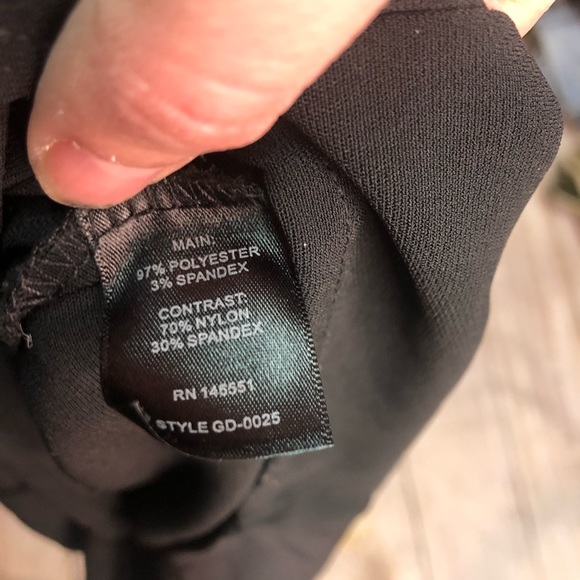 MAIN:
97% POLYESTER
3% SPANDEX
CONTRAST:
70% NYLON
30% SPANDEX
RN 145551
STYLE GD-0025